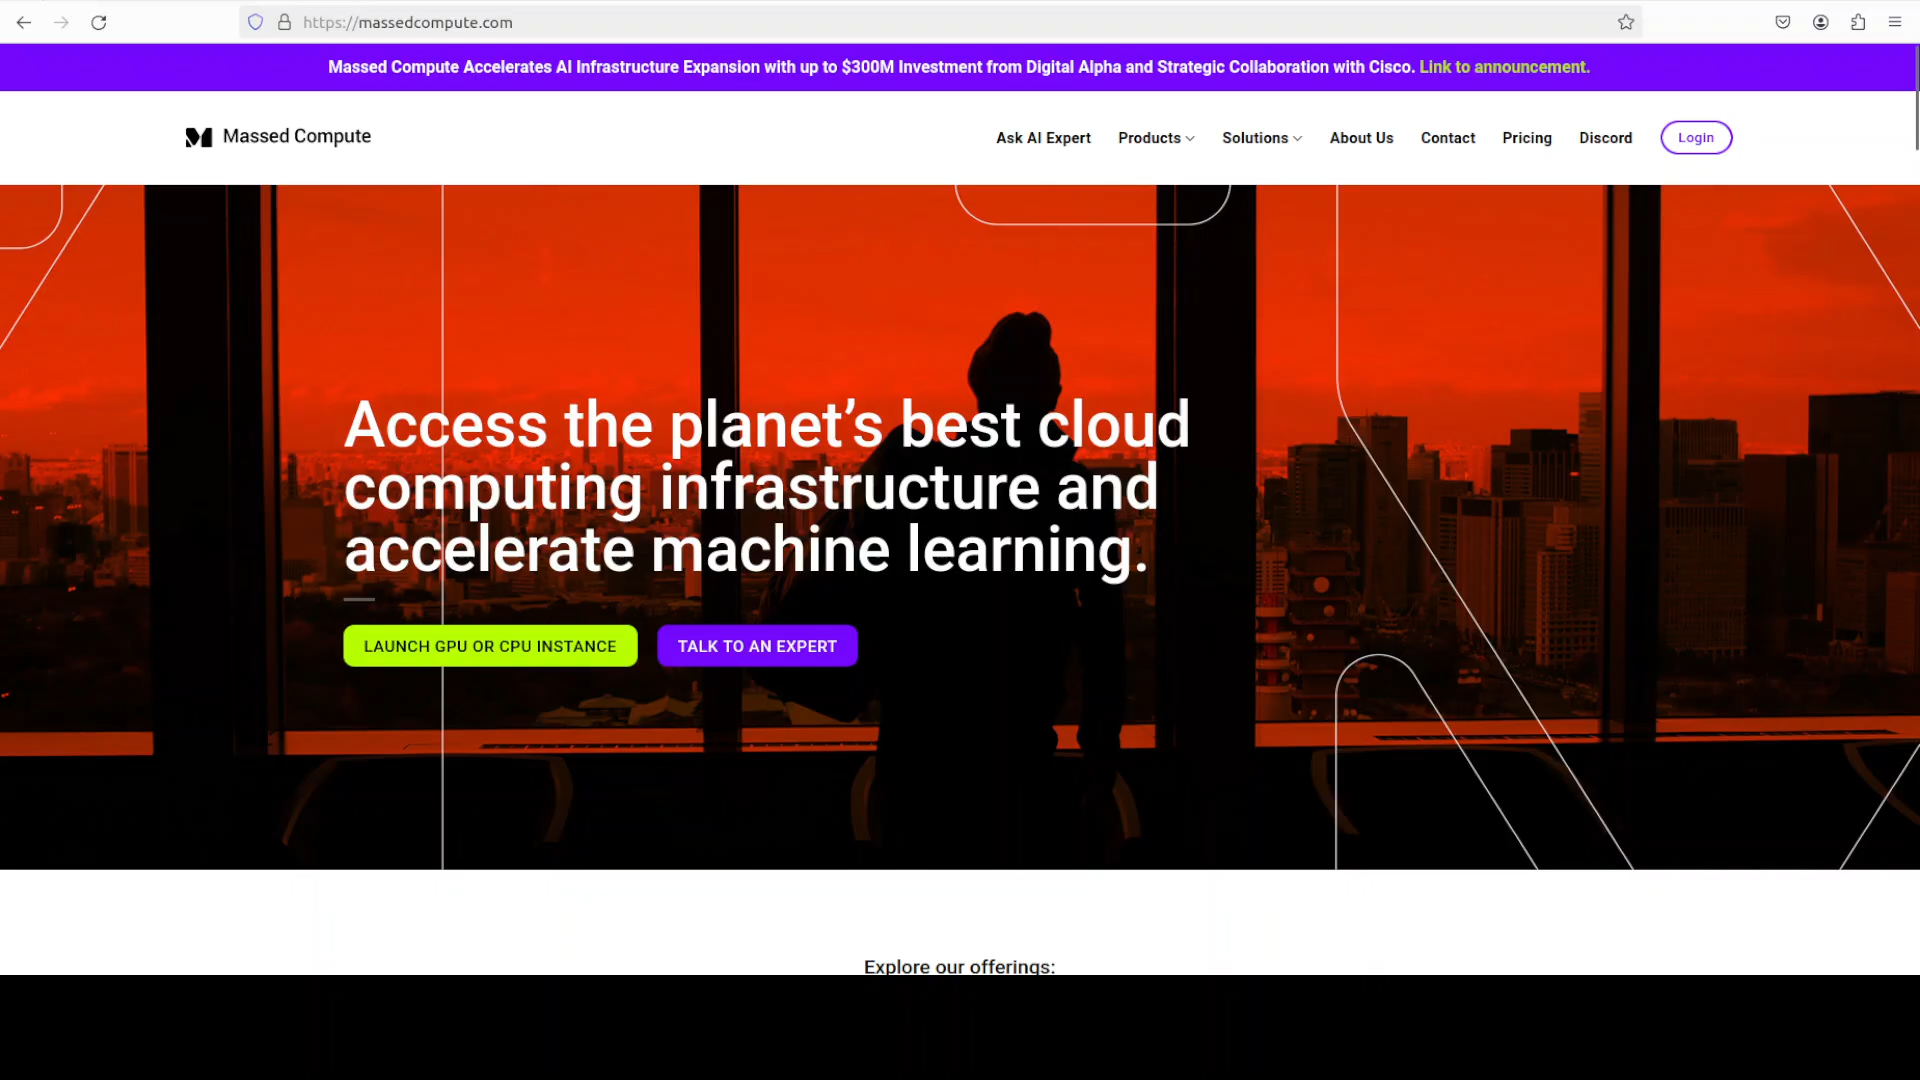 https://massedcompute.com
Massed Compute Accelerates AI Infrastructure Expansion with up to $300M Investment from Digital Alpha and Strategic Collaboration with Cisco. Link to announcement.
Massed Compute
Ask AI Expert
Products
Solutions
About Us
Contact
Pricing
Discord
Login
Access the planet’s best cloud
computing infrastructure and
accelerate machine learning.
LAUNCH GPU OR CPU INSTANCE
TALK TO AN EXPERT
Explore our offerings: